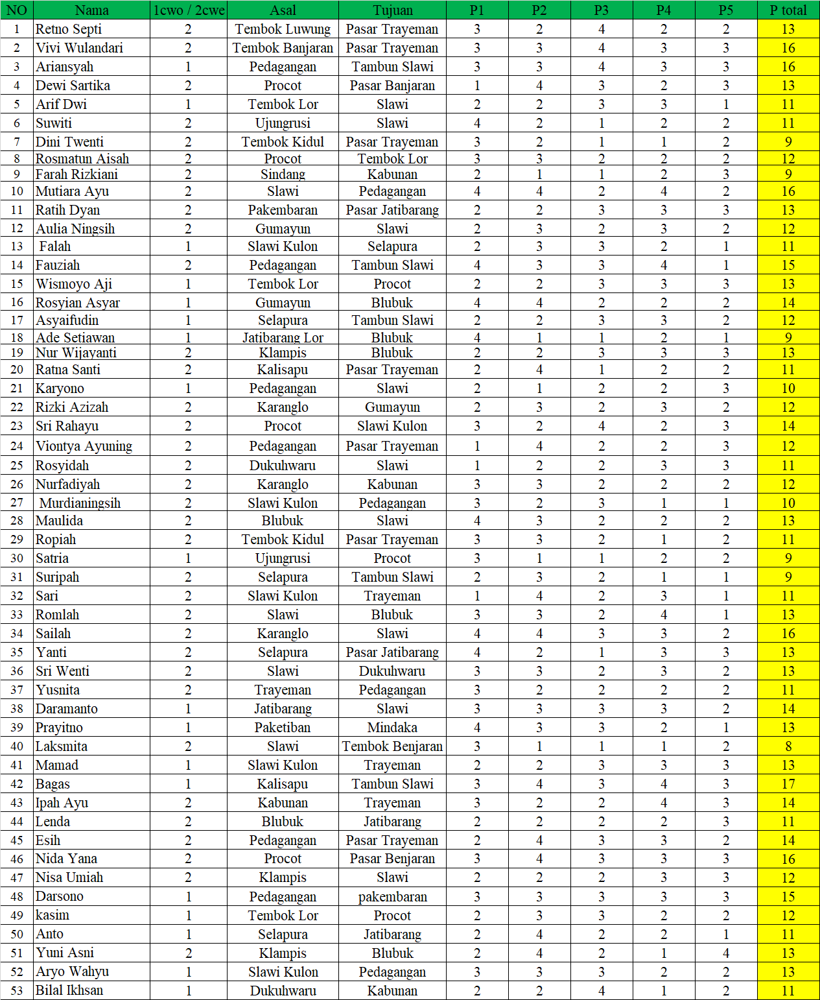 NO Nama 1cwo / 2cwe Asal Tujuan P1 P2 P3 P4 P5 P total
1 Retno Septi 2 Tembok Luwung Pasar Trayeman 3 2 4 2 2 13
2 Vivi Wulandari 2 Tembok Banjaran Pasar Trayeman 3 3 4 3 3 16
3 Ariansyah 1 Pedagangan Tambun Slawi 3 3 4 3 3 16
4 Dewi Sartika 2 Procot Pasar Banjaran 1 4 3 2 3 13
5 Arif Dwi 1 Tembok Lor Slawi 2 2 3 3 1 11
6 Suwiti 2 Ujungrusi Slawi 4 2 1 2 2 11
7 Dini Twenti 2 Tembok Kidul Pasar Trayeman 3 2 1 1 2 9
8 Rosmatun Aisah 2 Procot Tembok Lor 3 3 2 2 2 12
9 Farah Rizkiani 2 Sindang Kabunan 2 1 1 2 3 9
10 Mutiara Ayu 2 Slawi Pedagangan 4 4 2 4 2 16
11 Ratih Dyan 2 Pakembaran Pasar Jatibarang 2 2 3 3 3 13
12 Aulia Ningsih 2 Gumayun Slawi 2 3 2 3 2 12
13 Falah 1 Slawi Kulon Selapura 2 3 3 2 1 11
14 Fauziah 2 Pedagangan Tambun Slawi 4 3 3 4 1 15
15 Wismoyo Aji 1 Tembok Lor Procot 2 2 3 3 3 13
16 Rosyian Asyar 1 Gumayun Blubuk 4 4 2 2 2 14
17 Asyaifudin 1 Selapura Tambun Slawi 2 2 3 3 2 12
18 Ade Setiawan 1 Jatibarang Lor Blubuk 4 1 1 2 1 9
19 Nur Wijayanti 2 Klampis Blubuk 2 2 3 3 3 13
20 Ratna Santi 2 Kalisapu Pasar Trayeman 2 4 1 2 2 11
21 Karyono 1 Pedagangan Slawi 2 1 2 2 3 10
22 Rizki Azizah 2 Karanglo Gumayun 2 3 2 3 2 12
23 Sri Rahayu 2 Procot Slawi Kulon 3 2 4 2 3 14
24 Viontya Ayuning 2 Pedagangan Pasar Trayeman 1 4 2 2 3 12
25 Rosyidah 2 Dukuhwaru Slawi 1 2 2 3 3 11
26 Nurfadiyah 2 Karanglo Kabunan 3 3 2 2 2 12
27 Murdianingsih 2 Slawi Kulon Pedagangan 3 2 3 1 1 10
28 Maulida 2 Blubuk Slawi 4 3 2 2 2 13
29 Ropiah 2 Tembok Kidul Pasar Trayeman 3 3 2 1 2 11
30 Satria 1 Ujungrusi Procot 3 1 1 2 2 9
31 Suripah 2 Selapura Tambun Slawi 2 3 2 1 1 9
32 Sari 2 Slawi Kulon Trayeman 1 4 2 3 1 11
33 Romlah 2 Slawi Blubuk 3 3 2 4 1 13
34 Sailah 2 Karanglo Slawi 4 4 3 3 2 16
35 Yanti 2 Selapura Pasar Jatibarang 4 2 1 3 3 13
36 Sri Wenti 2 Slawi Dukuhwaru 3 3 2 3 2 13
37 Yusnita 2 Trayeman Pedagangan 3 2 2 2 2 11
38 Daramanto 1 Jatibarang Slawi 3 3 3 3 2 14
39 Prayitno 1 Paketiban Mindaka 4 3 3 2 1 13
40 Laksmita 2 Slawi Tembok Benjaran 3 1 1 1 2 8
41 Mamad 1 Slawi Kulon Trayeman 2 2 3 3 3 13
42 Bagas 1 Kalisapu Tambun Slawi 3 4 3 4 3 17
43 Ipah Ayu 2 Kabunan Trayeman 3 2 2 4 3 14
44 Lenda 2 Blubuk Jatibarang 2 2 2 2 3 11
45 Esih 2 Pedagangan Pasar Trayeman 2 4 3 3 2 14
46 Nida Yana 2 Procot Pasar Benjaran 3 4 3 3 3 16
47 Nisa Umiah 2 Klampis Slawi 2 2 2 3 3 12
48 Darsono 1 Pedagangan pakembaran 3 3 3 3 3 15
49 kasim 1 Tembok Lor Procot 2 3 3 2 2 12
50 Anto 1 Selapura Jatibarang 2 4 2 2 1 11
51 Yuni Asni 2 Klampis Blubuk 2 4 2 1 4 13
52 Aryo Wahyu 1 Slawi Kulon Pedagangan 3 3 3 2 2 13
53 Bilal Ikhsan 1 Dukuhwaru Kabunan 2 2 4 1 2 11